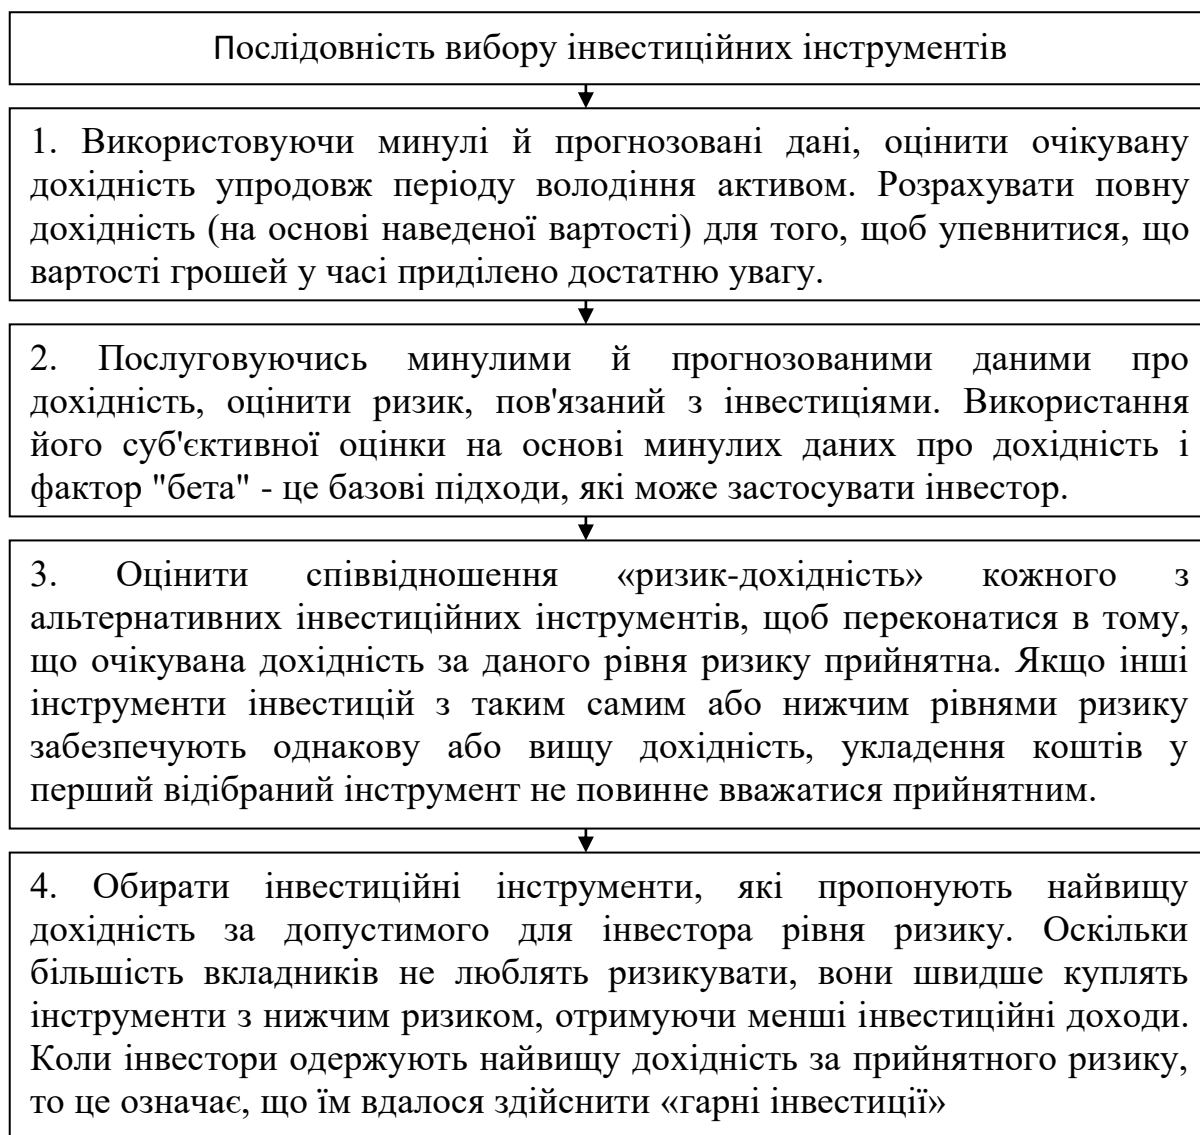 Послідовність вибору інвестиційних інструментів
1. Використовуючи минулі й прогнозовані дані, оцінити очікувану
дохідність упродовж періоду володіння активом. Розрахувати повну
дохідність (на основі наведеної вартості) для того, щоб упевнитися, що
вартості грошей у часі приділено достатню увагу.
2. Послуговуючись минулими й прогнозованими даними про
дохідність, оцінити ризик, пов'язаний з інвестиціями. Використання
його суб'єктивної оцінки на основі минулих даних про дохідність і
фактор "бета" - це базові підходи, які може застосувати інвестор.
3. Оцінити співвідношення «ризик-дохідність» кожного з
альтернативних інвестиційних інструментів, щоб переконатися в тому,
що очікувана дохідність за даного рівня ризику прийнятна. Якщо інші
інструменти інвестицій з таким самим або нижчим рівнями ризику
забезпечують однакову або вищу дохідність, укладення коштів у
перший відібраний інструмент не повинне вважатися прийнятним.
4. Обирати інвестиційні інструменти, які пропонують найвищу
дохідність за допустимого для інвестора рівня ризику. Оскільки
більшість вкладників не люблять ризикувати, вони швидше куплять
інструменти з нижчим ризиком, отримуючи менші інвестиційні доходи.
Коли інвестори одержують найвищу дохідність за прийнятного ризику,
то це означає, що їм вдалося здійснити «гарні інвестиції»